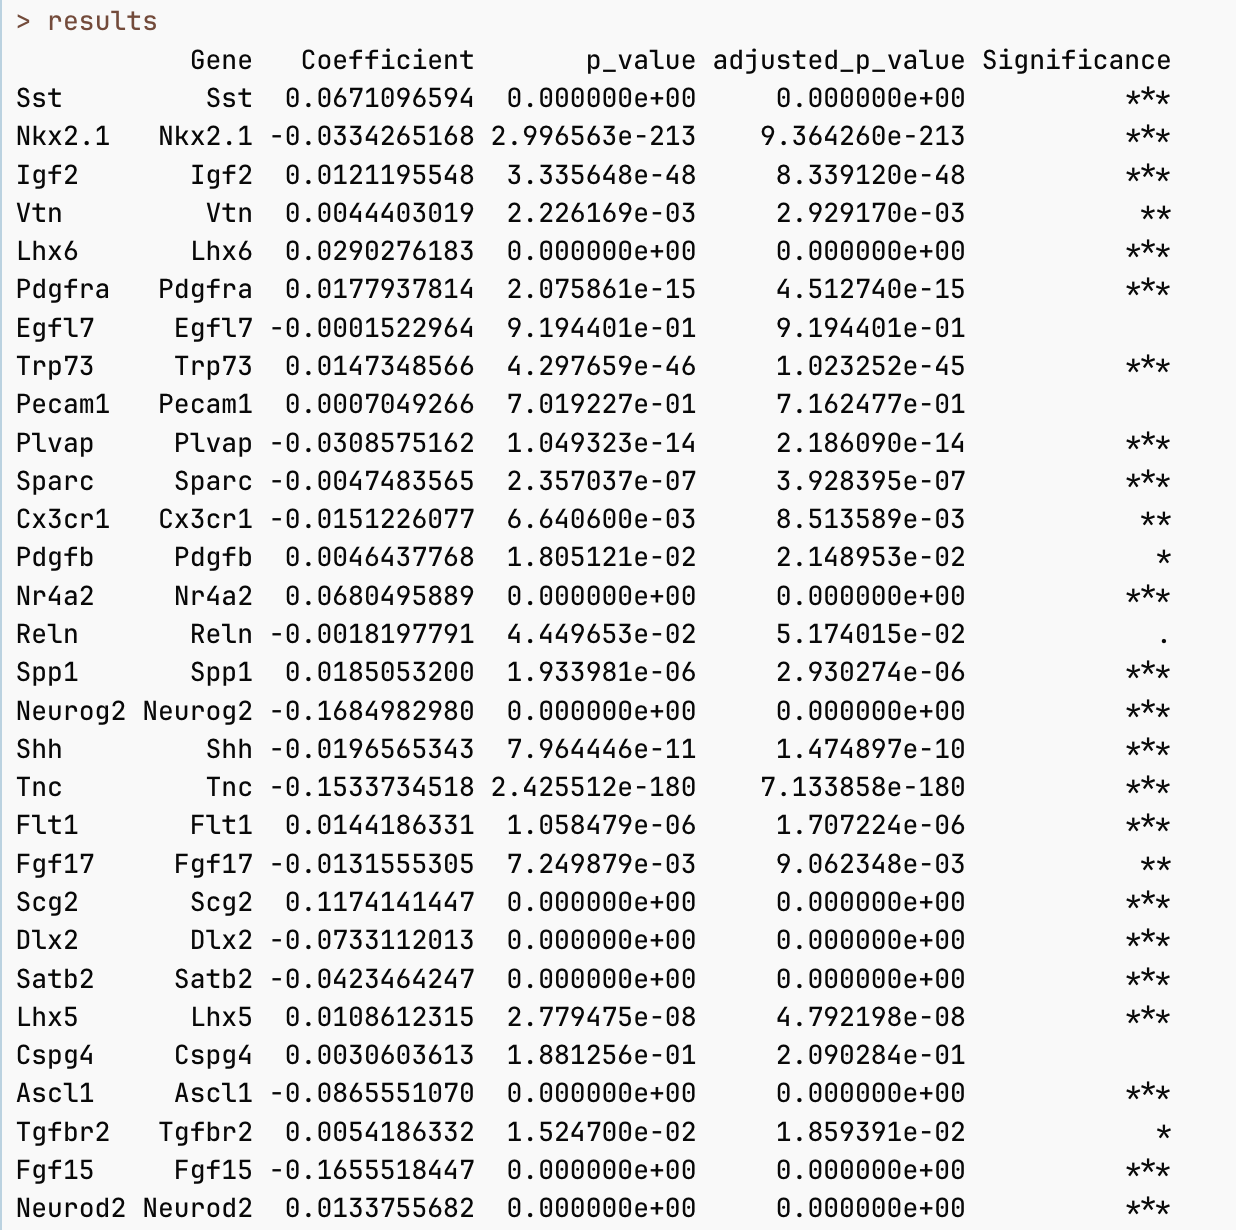 > results
Gene Coefficient p_value adjusted_p_value Significance
Sst Sst 0.0671096594 0.000000e+00 0.000000e+00 ***
Nkx2.1 Nkx2.1 -0.0334265168 2.996563e-213 9.364260e-213 ***
Igf2 Igf2 0.0121195548 3.335648e-48 8.339120e-48 ***
Vtn Vtn 0.0044403019 2.226169e-03 2.929170e-03 **
Lhx6 Lhx6 0.0290276183 0.000000e+00 0.000000e+00 ***
Pdgfra Pdgfra 0.0177937814 2.075861e-15 4.512740e-15 ***
Egfl7 Egfl7 -0.0001522964 9.194401e-01 9.194401e-01
Trp73 Trp73 0.0147348566 4.297659e-46 1.023252e-45 ***
Pecam1 Pecam1 0.0007049266 7.019227e-01 7.162477e-01
Plvap Plvap -0.0308575162 1.049323e-14 2.186090e-14 ***
Sparc Sparc -0.0047483565 2.357037e-07 3.928395e-07 ***
Cx3cr1 Cx3cr1 -0.0151226077 6.640600e-03 8.513589e-03 **
Pdgfb Pdgfb 0.0046437768 1.805121e-02 2.148953e-02 *
Nr4a2 Nr4a2 0.0680495889 0.000000e+00 0.000000e+00 ***
Reln Reln -0.0018197791 4.449653e-02 5.174015e-02 .
Spp1 Spp1 0.0185053200 1.933981e-06 2.930274e-06 ***
Neurog2 Neurog2 -0.1684982980 0.000000e+00 0.000000e+00 ***
Shh Shh -0.0196565343 7.964446e-11 1.474897e-10 ***
Tnc Tnc -0.1533734518 2.425512e-180 7.133858e-180 ***
Flt1 Flt1 0.0144186331 1.058479e-06 1.707224e-06 ***
Fgf17 Fgf17 -0.0131555305 7.249879e-03 9.062348e-03 **
Scg2 Scg2 0.1174141447 0.000000e+00 0.000000e+00 ***
Dlx2 Dlx2 -0.0733112013 0.000000e+00 0.000000e+00 ***
Satb2 Satb2 -0.0423464247 0.000000e+00 0.000000e+00 ***
Lhx5 Lhx5 0.0108612315 2.779475e-08 4.792198e-08 ***
Cspg4 Cspg4 0.0030603613 1.881256e-01 2.090284e-01
Ascl1 Ascl1 -0.0865551070 0.000000e+00 0.000000e+00 ***
Tgfbr2 Tgfbr2 0.0054186332 1.524700e-02 1.859391e-02 *
Fgf15 Fgf15 -0.1655518447 0.000000e+00 0.000000e+00 ***
Neurod2 Neurod2 0.0133755682 0.000000e+00 0.000000e+00 ***